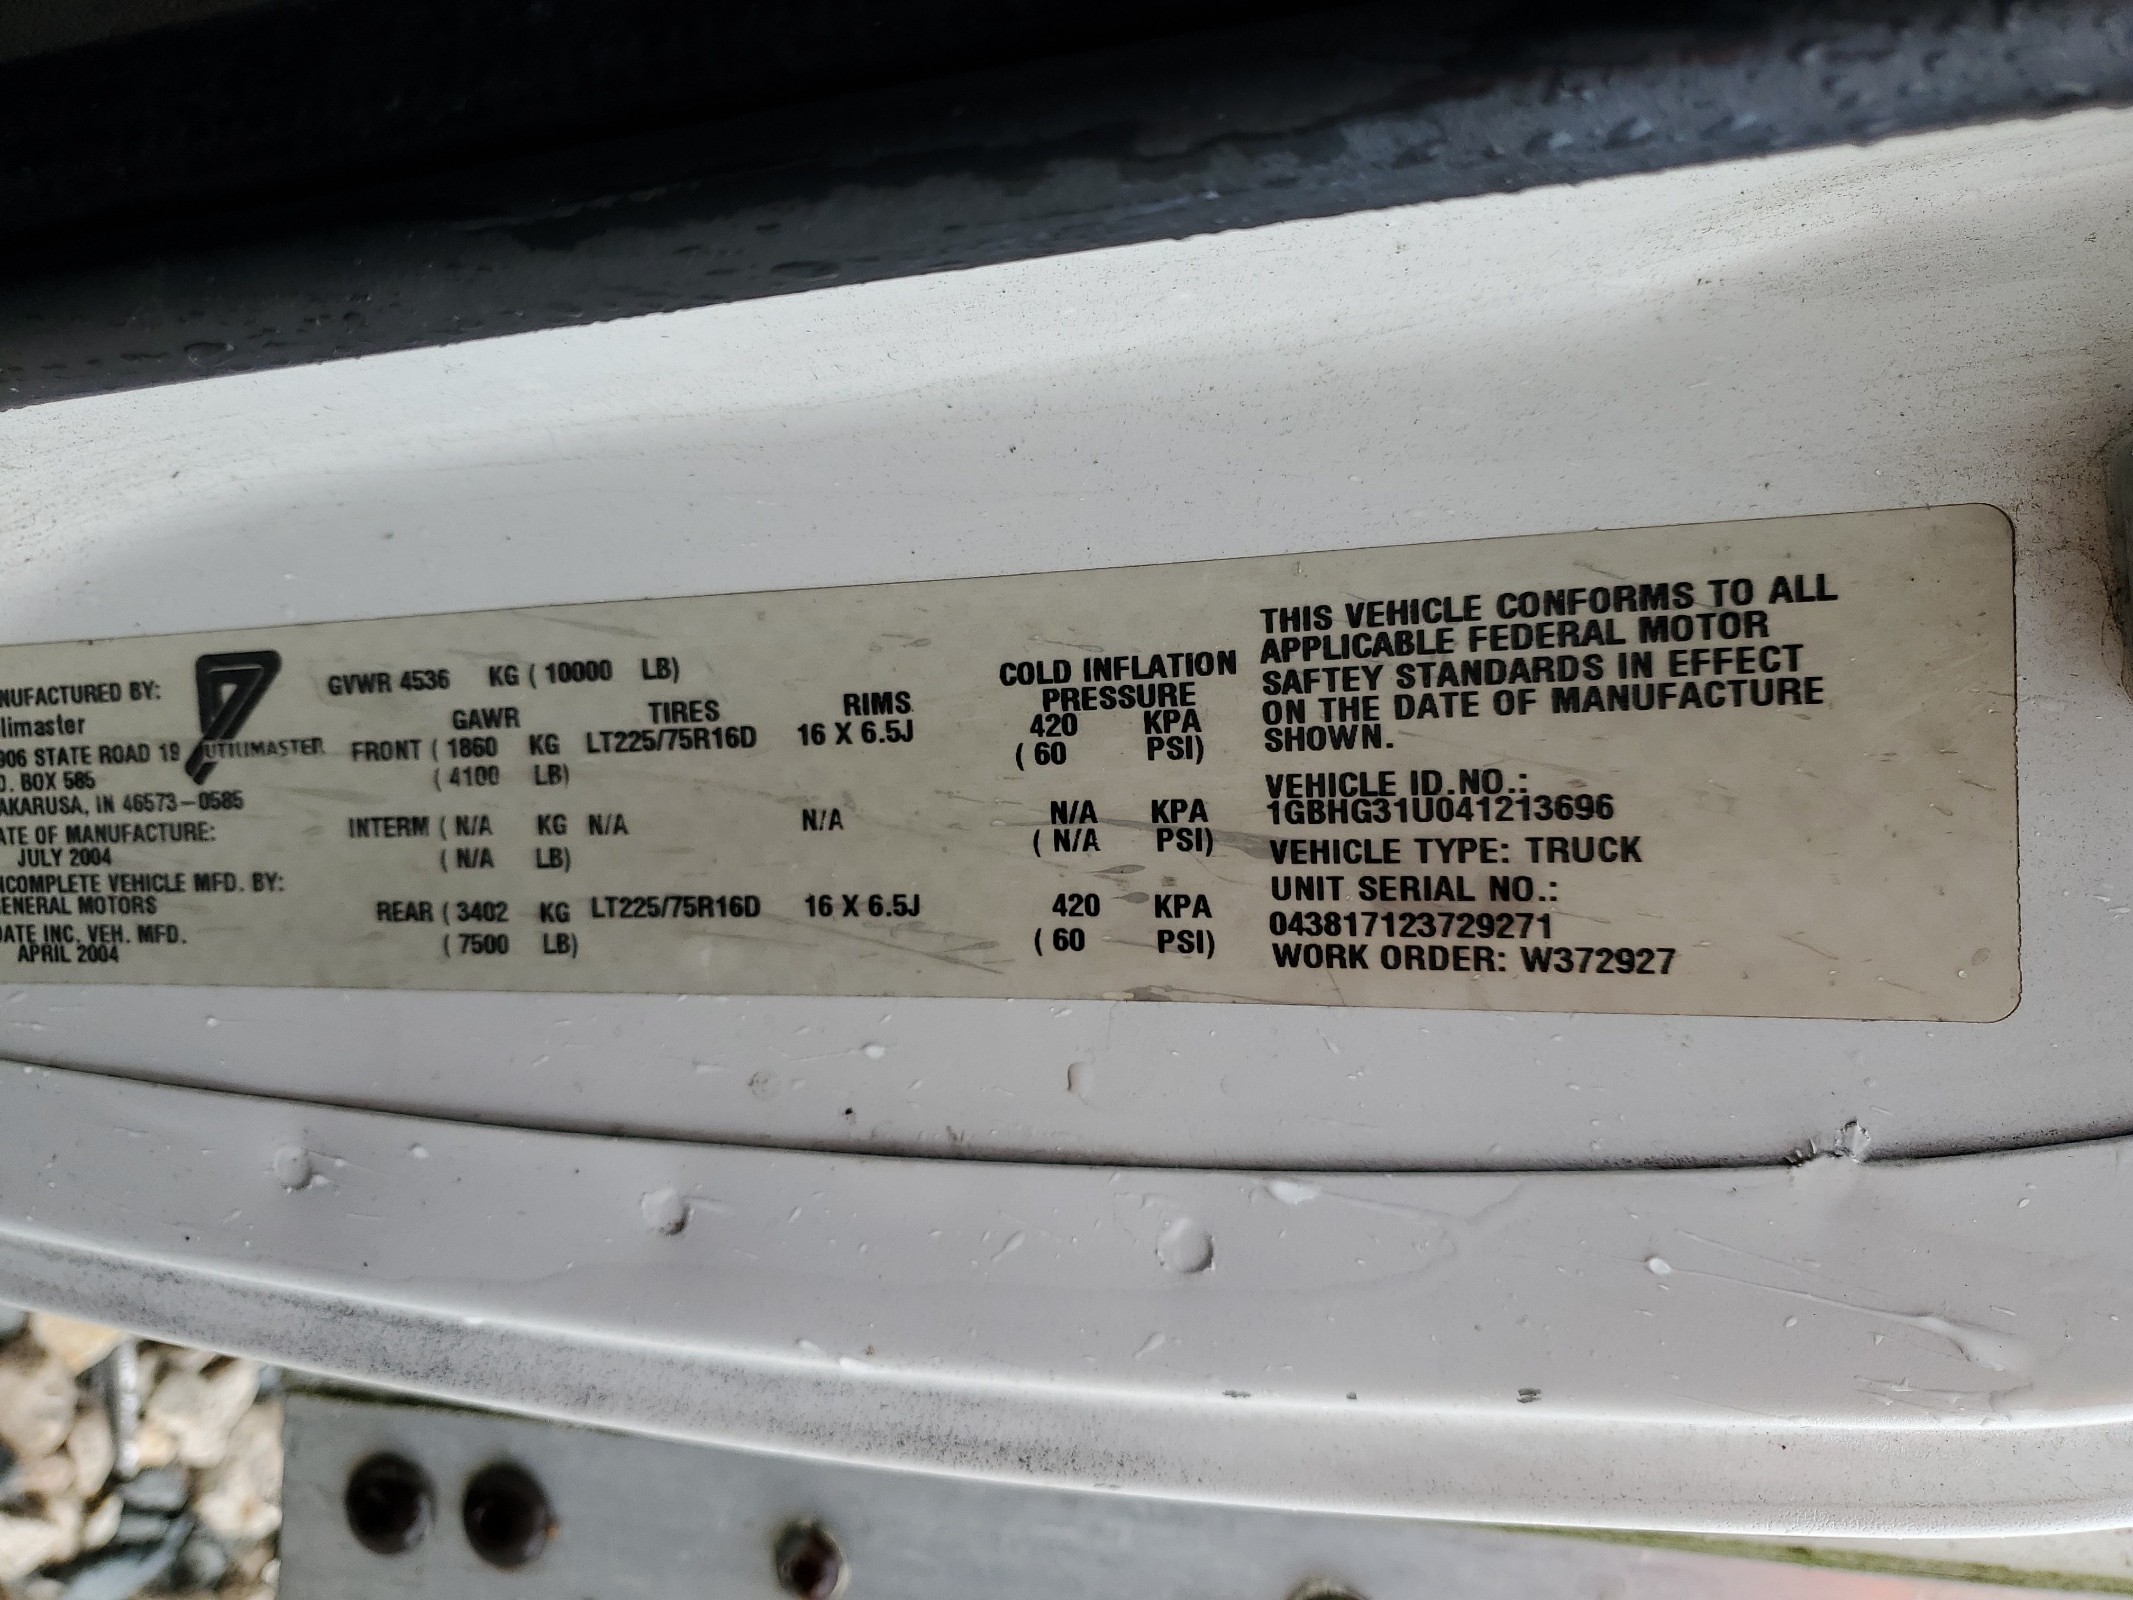 NUFACTURED BY:
limaster
906 STATE ROAD 19
O. BOX 585
AKARUSA, IN 46573-0585
ATE OF MANUFACTURE:
JULY 2004
COMPLETE VEHICLE MFD. BY:
ENERAL MOTORS
DATE INC. VEH. MFD.
APRIL 2004
UTILIMASTER
GVWR 4536 KG ( 10000 LB)
GAWR TIRES RIMS COLD INFLATION PRESSURE
FRONT ( 1860 KG LT225/75R16D 16 X 6.5J 420 KPA
( 4100 LB) ( 60 PSI)
INTERM ( N/A KG N/A N/A N/A KPA
( N/A LB) ( N/A PSI)
REAR ( 3402 KG LT225/75R16D 16 X 6.5J 420 KPA
( 7500 LB) ( 60 PSI)
THIS VEHICLE CONFORMS TO ALL
APPLICABLE FEDERAL MOTOR
SAFTEY STANDARDS IN EFFECT
ON THE DATE OF MANUFACTURE
SHOWN.
VEHICLE ID.NO.:
1GBHG31U041213696
VEHICLE TYPE: TRUCK
UNIT SERIAL NO.:
043817123729271
WORK ORDER: W372927